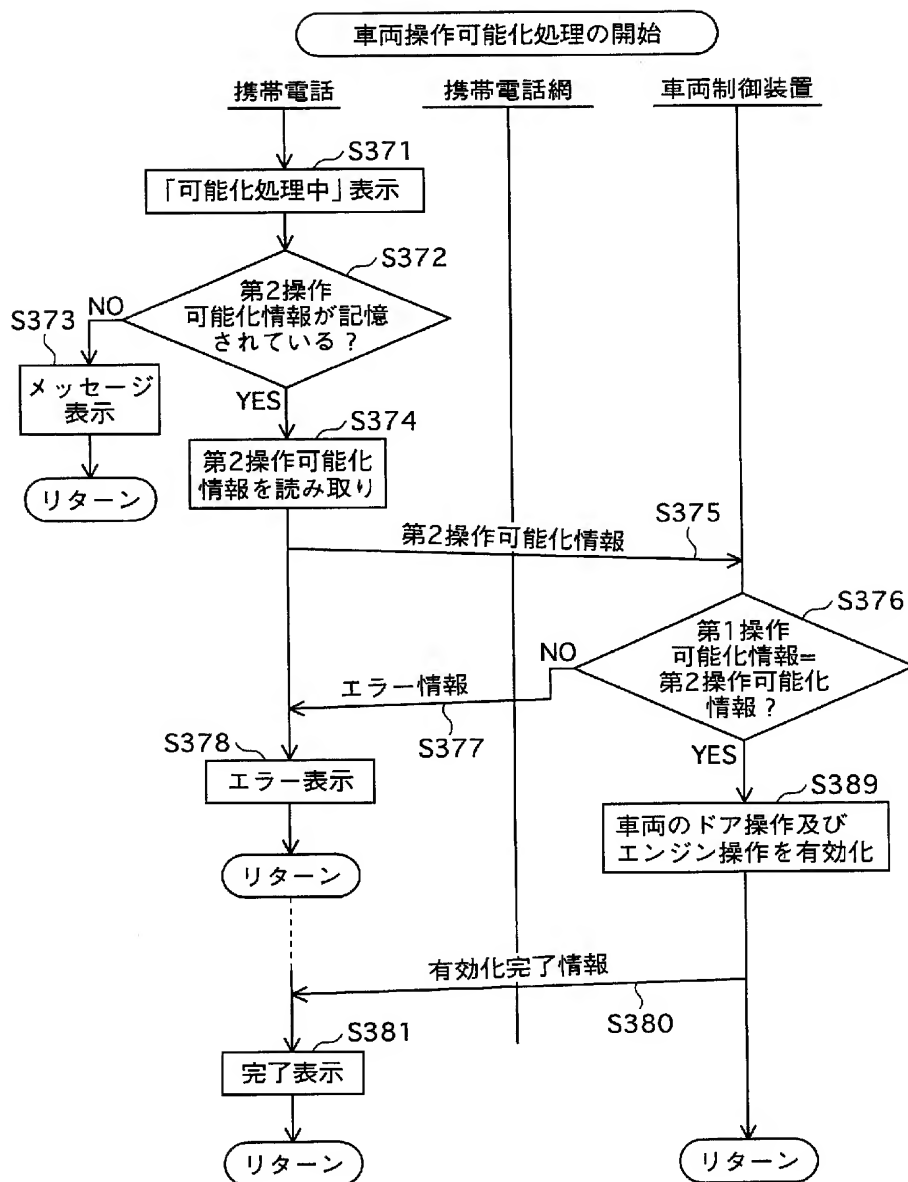 車両操作可能化処理の開始
携帯電話
携帯電話網
車両制御装置
S371
「可能化処理中」表示
S372
第2操作
可能化情報が記憶
されている？
NO
S373
メッセージ
表示
リターン
YES
S374
第2操作可能化
情報を読み取り
第2操作可能化情報
S375
S376
第1操作
可能化情報=
第2操作可能化
情報？
NO
エラー情報
S377
S378
エラー表示
リターン
YES
S389
車両のドア操作及び
エンジン操作を有効化
有効化完了情報
S380
S381
完了表示
リターン
リターン